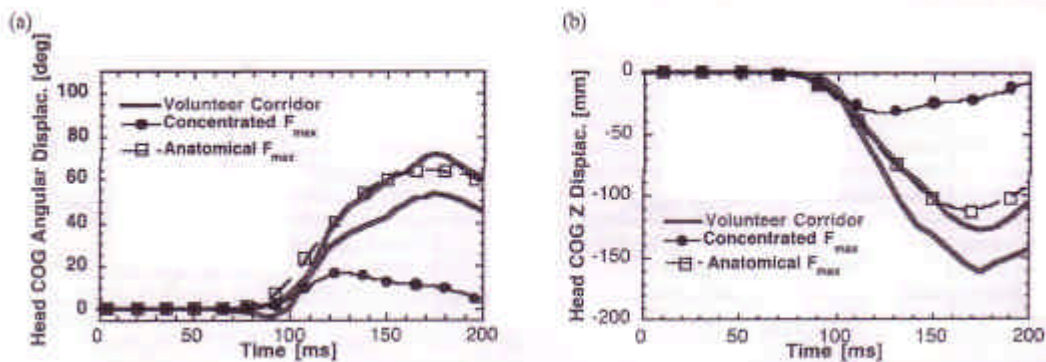 (a)
Head COG Angular Displac. [deg]
100
80
60
40
20
0
Volunteer Corridor
Concentrated Fmax
Anatomical Fmax
0 50 100 150 200
Time [ms]
(b)
Head COG Z Displac. [mm]
0
-50
-100
-150
-200
Volunteer Corridor
Concentrated Fmax
Anatomical Fmax
0 50 100 150 200
Time [ms]